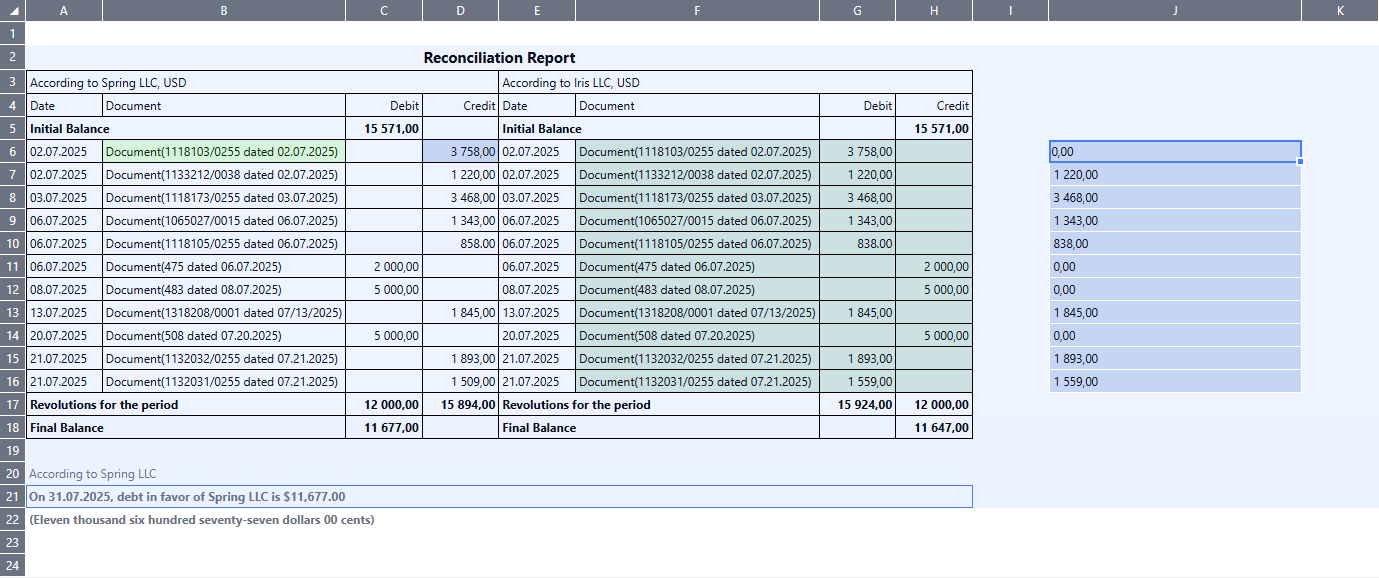 A B C D E F G H I J K
1
2 Reconciliation Report
3 According to Spring LLC, USD According to Iris LLC, USD
4 Date Document Debit Credit Date Document Debit Credit
5 Initial Balance 15 571,00 Initial Balance 15 571,00
6 02.07.2025 Document(1118103/0255 dated 02.07.2025) 3 758,00 02.07.2025 Document(1118103/0255 dated 02.07.2025) 3 758,00 0,00
7 02.07.2025 Document(1133212/0038 dated 02.07.2025) 1 220,00 02.07.2025 Document(1133212/0038 dated 02.07.2025) 1 220,00 1 220,00
8 03.07.2025 Document(1118173/0255 dated 03.07.2025) 3 468,00 03.07.2025 Document(1118173/0255 dated 03.07.2025) 3 468,00 3 468,00
9 06.07.2025 Document(1065027/0015 dated 06.07.2025) 1 343,00 06.07.2025 Document(1065027/0015 dated 06.07.2025) 1 343,00 1 343,00
10 06.07.2025 Document(1118105/0255 dated 06.07.2025) 858.00 06.07.2025 Document(1118105/0255 dated 06.07.2025) 838.00 838,00
11 06.07.2025 Document(475 dated 06.07.2025) 2 000,00 06.07.2025 Document(475 dated 06.07.2025) 2 000,00 0,00
12 08.07.2025 Document(483 dated 08.07.2025) 5 000,00 08.07.2025 Document(483 dated 08.07.2025) 5 000,00 0,00
13 13.07.2025 Document(1318208/0001 dated 07/13/2025) 1 845,00 13.07.2025 Document(1318208/0001 dated 07/13/2025) 1 845,00 1 845,00
14 20.07.2025 Document(508 dated 07.20.2025) 5 000,00 20.07.2025 Document(508 dated 07.20.2025) 5 000,00 0,00
15 21.07.2025 Document(1132032/0255 dated 07.21.2025) 1 893,00 21.07.2025 Document(1132032/0255 dated 07.21.2025) 1 893,00 1 893,00
16 21.07.2025 Document(1132031/0255 dated 07.21.2025) 1 509,00 21.07.2025 Document(1132031/0255 dated 07.21.2025) 1 559,00 1 559,00
17 Revolutions for the period 12 000,00 15 894,00 Revolutions for the period 15 924,00 12 000,00
18 Final Balance 11 677,00 Final Balance 11 647,00
19
20 According to Spring LLC
21 On 31.07.2025, debt in favor of Spring LLC is $11,677.00
22 (Eleven thousand six hundred seventy-seven dollars 00 cents)
23
24